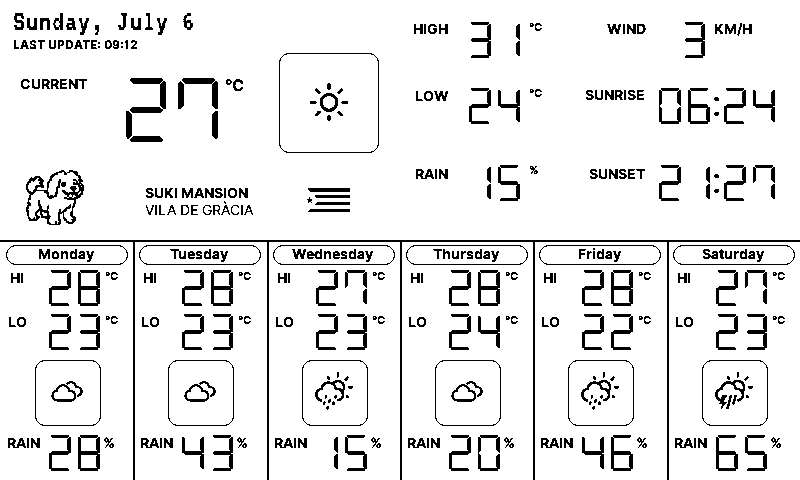 Sunday, July 6
LAST UPDATE: 09:12
CURRENT 27 °C
HIGH 31 °C
LOW 24 °C
RAIN 15 %
WIND 3 KM/H
SUNRISE 06:24
SUNSET 21:27
SUKI MANSION
VILA DE GRÀCIA
Monday
HI 28 °C
LO 23 °C
RAIN 28 %
Tuesday
HI 28 °C
LO 23 °C
RAIN 43 %
Wednesday
HI 27 °C
LO 23 °C
RAIN 15 %
Thursday
HI 28 °C
LO 24 °C
RAIN 20 %
Friday
HI 28 °C
LO 22 °C
RAIN 46 %
Saturday
HI 27 °C
LO 23 °C
RAIN 65 %